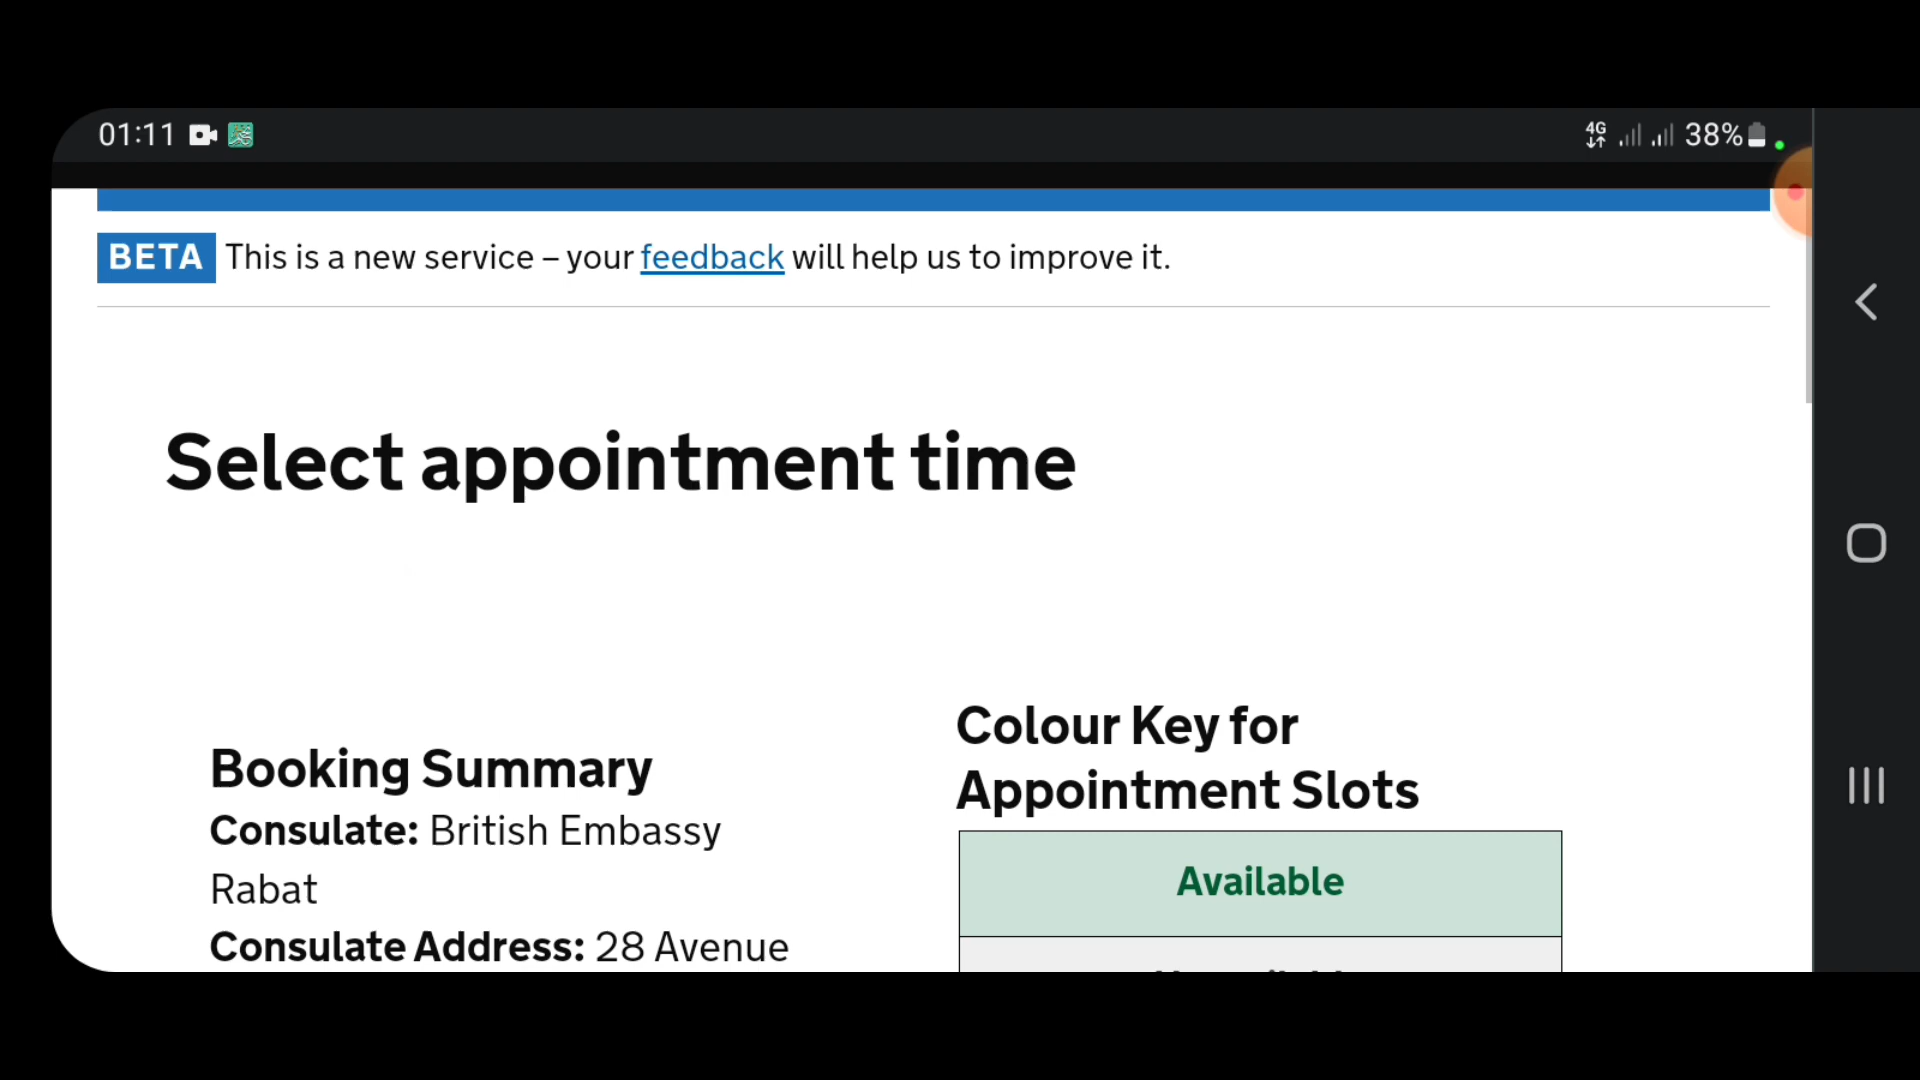 01:11
4G 38%
BETA This is a new service – your feedback will help us to improve it.
Select appointment time
Booking Summary
Consulate: British Embassy
Rabat
Consulate Address: 28 Avenue
Colour Key for
Appointment Slots
Available